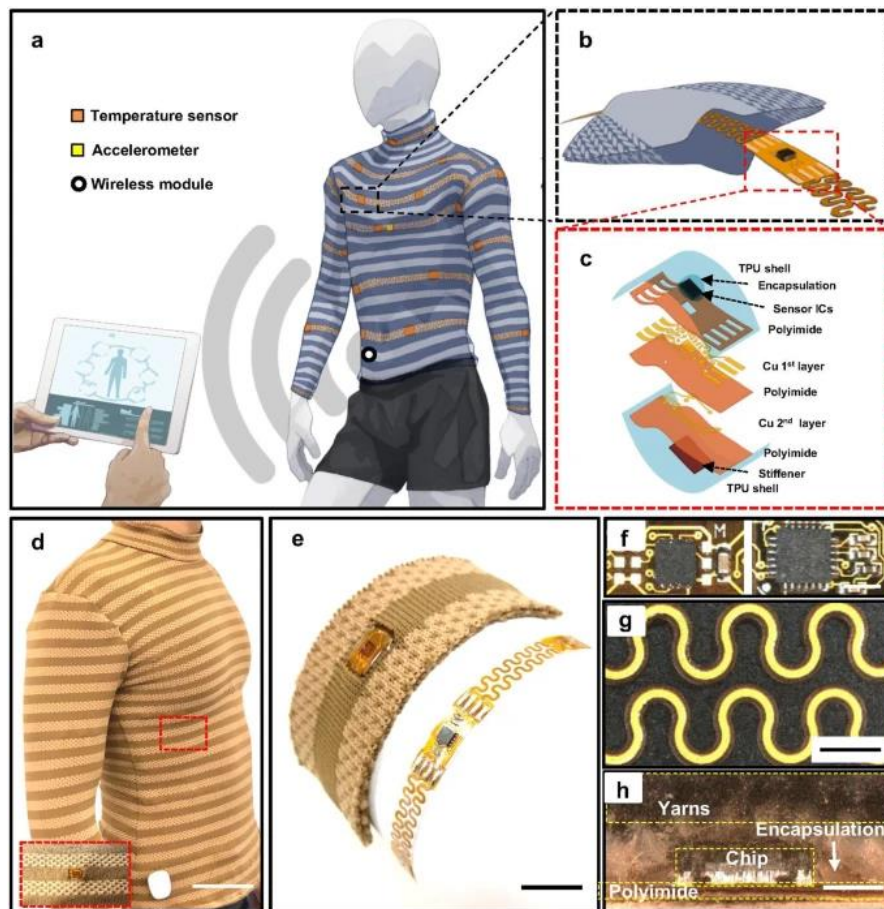 a
Temperature sensor
Accelerometer
Wireless module
b
c
TPU shell
Encapsulation
Sensor ICs
Polyimide
Cu 1st layer
Polyimide
Cu 2nd layer
Polyimide
Stiffener
TPU shell
d
e
f
M
g
h
Yarns
Encapsulation
Chip
Polyimide